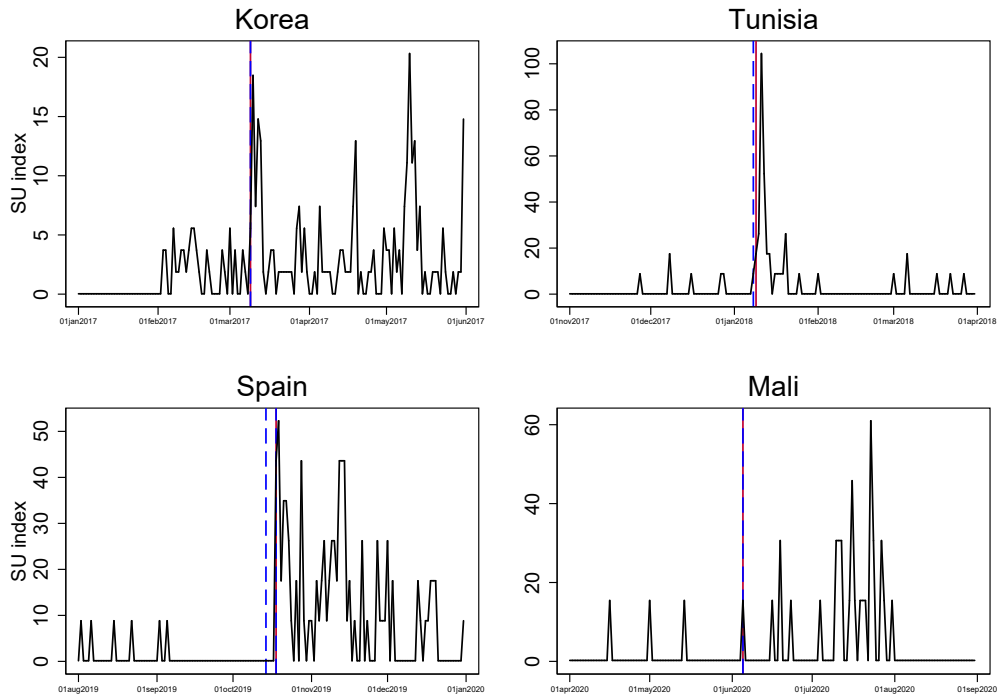 Korea
SU index
20
15
10
5
0
01jan2017 01feb2017 01mar2017 01apr2017 01may2017 01jun2017
Tunisia
100
80
60
40
20
0
01nov2017 01dec2017 01jan2018 01feb2018 01mar2018 01apr2018
Spain
SU index
50
40
30
20
10
0
01aug2019 01sep2019 01oct2019 01nov2019 01dec2019 01jan2020
Mali
60
40
20
0
01apr2020 01may2020 01jun2020 01jul2020 01aug2020 01sep2020